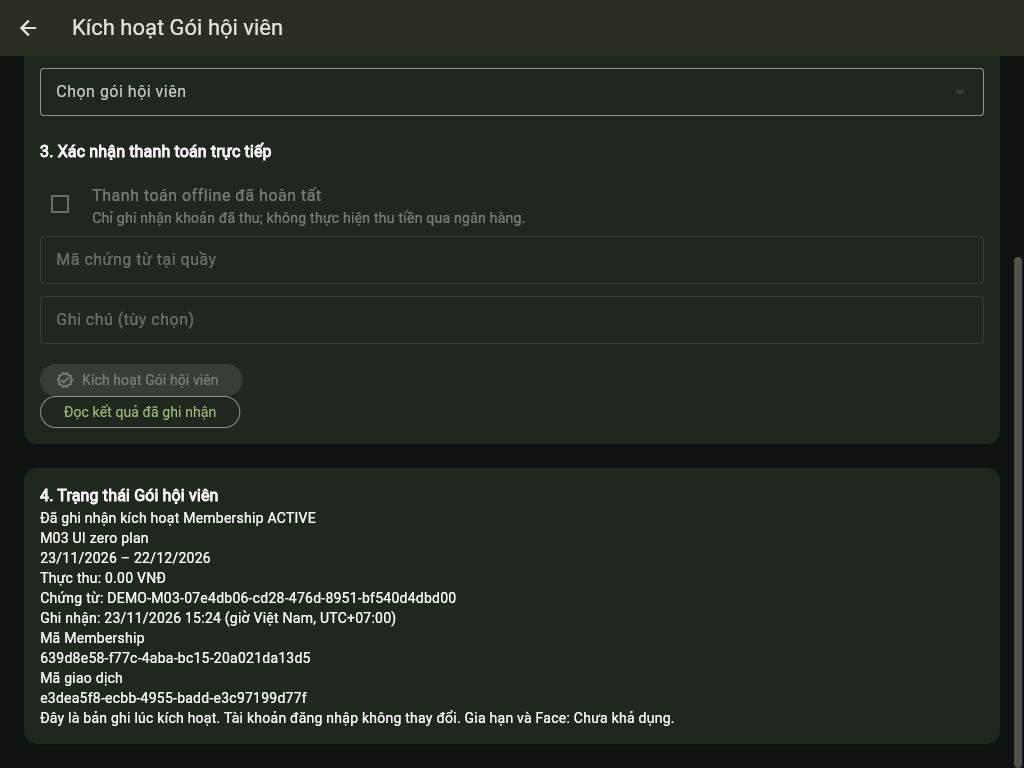 Kích hoạt Gói hội viên
Chọn gói hội viên
3. Xác nhận thanh toán trực tiếp
Thanh toán offline đã hoàn tất
Chỉ ghi nhận khoản đã thu; không thực hiện thu tiền qua ngân hàng.
Mã chứng từ tại quầy
Ghi chú (tùy chọn)
Kích hoạt Gói hội viên
Đọc kết quả đã ghi nhận
4. Trạng thái Gói hội viên
Đã ghi nhận kích hoạt Membership ACTIVE
M03 UI zero plan
23/11/2026 – 22/12/2026
Thực thu: 0.00 VNĐ
Chứng từ: DEMO-M03-07e4db06-cd28-476d-8951-bf540d4dbd00
Ghi nhận: 23/11/2026 15:24 (giờ Việt Nam, UTC+07:00)
Mã Membership
639d8e58-f77c-4aba-bc15-20a021da13d5
Mã giao dịch
e3dea5f8-ecbb-4955-badd-e3c97199d77f
Đây là bản ghi lúc kích hoạt. Tài khoản đăng nhập không thay đổi. Gia hạn và Face: Chưa khả dụng.